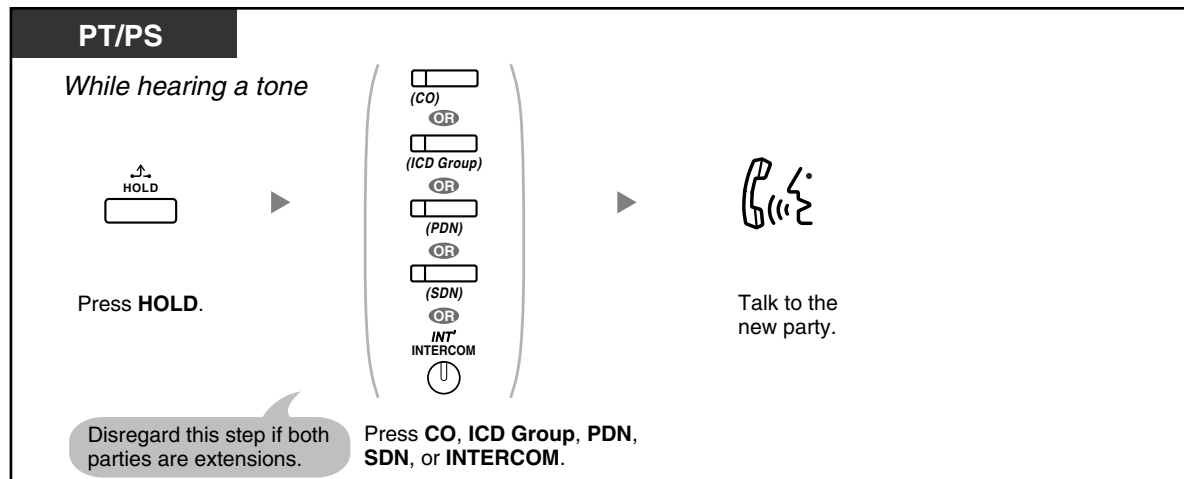 PT/PS
While hearing a tone
HOLD
Press HOLD.
Disregard this step if both
parties are extensions.
(CO)
OR
(ICD Group)
OR
(PDN)
OR
(SDN)
OR
INT'
INTERCOM
Press CO, ICD Group, PDN,
SDN, or INTERCOM.
Talk to the
new party.